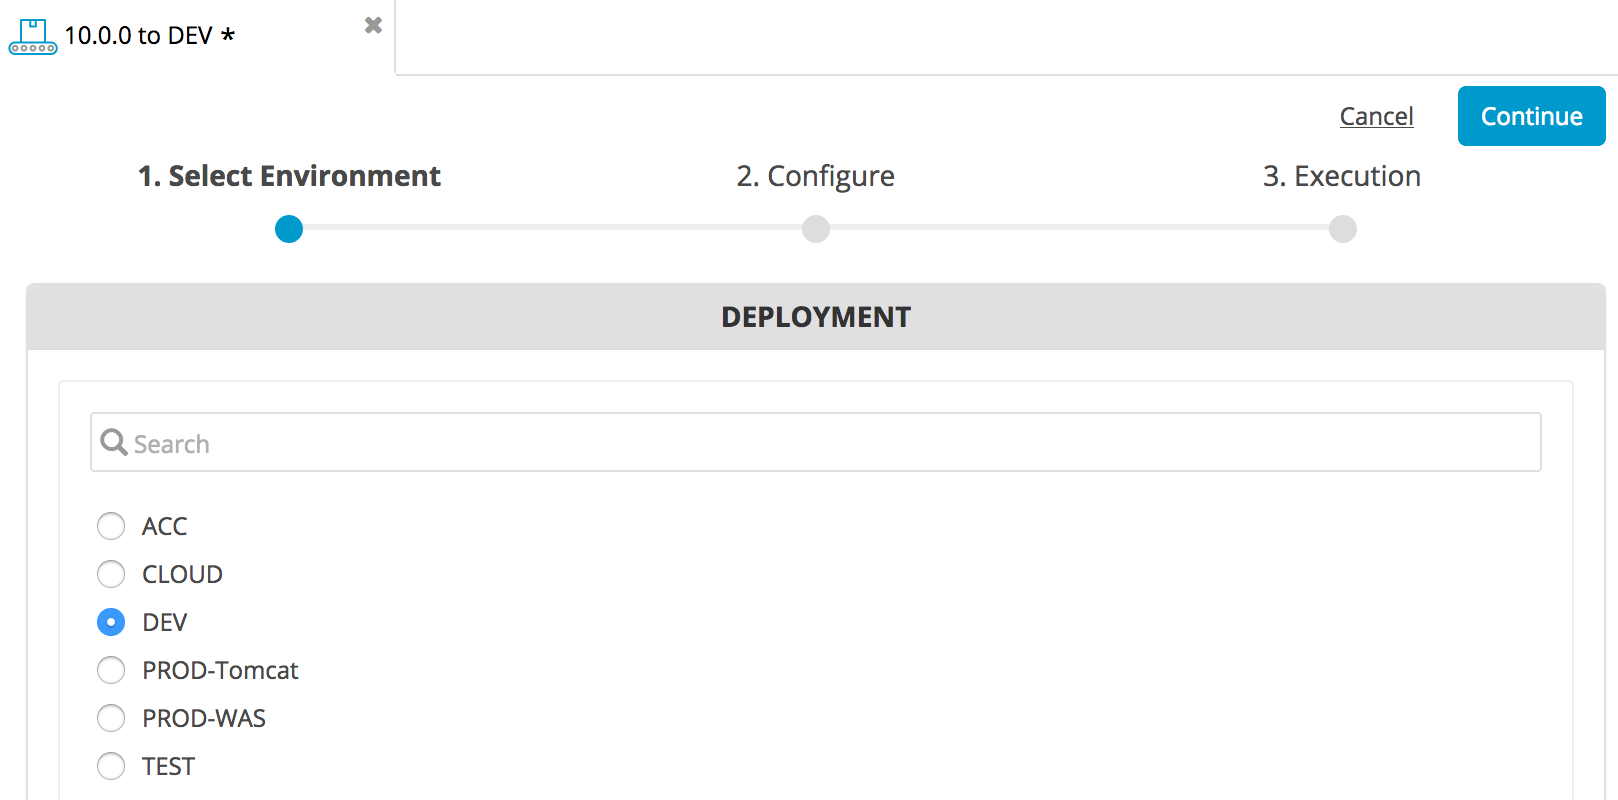 10.0.0 to DEV *
Cancel
Continue
1. Select Environment
2. Configure
3. Execution
DEPLOYMENT
Search
ACC
CLOUD
DEV
PROD-Tomcat
PROD-WAS
TEST